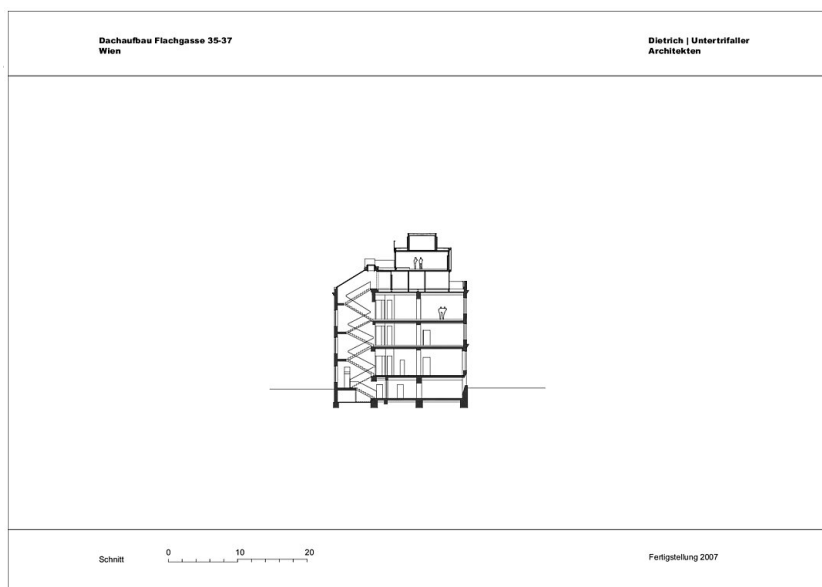 Dachaufbau Flachgasse 35-37
Wien
Dietrich | Untertrifaller
Architekten
Schnitt
0 10 20
Fertigstellung 2007